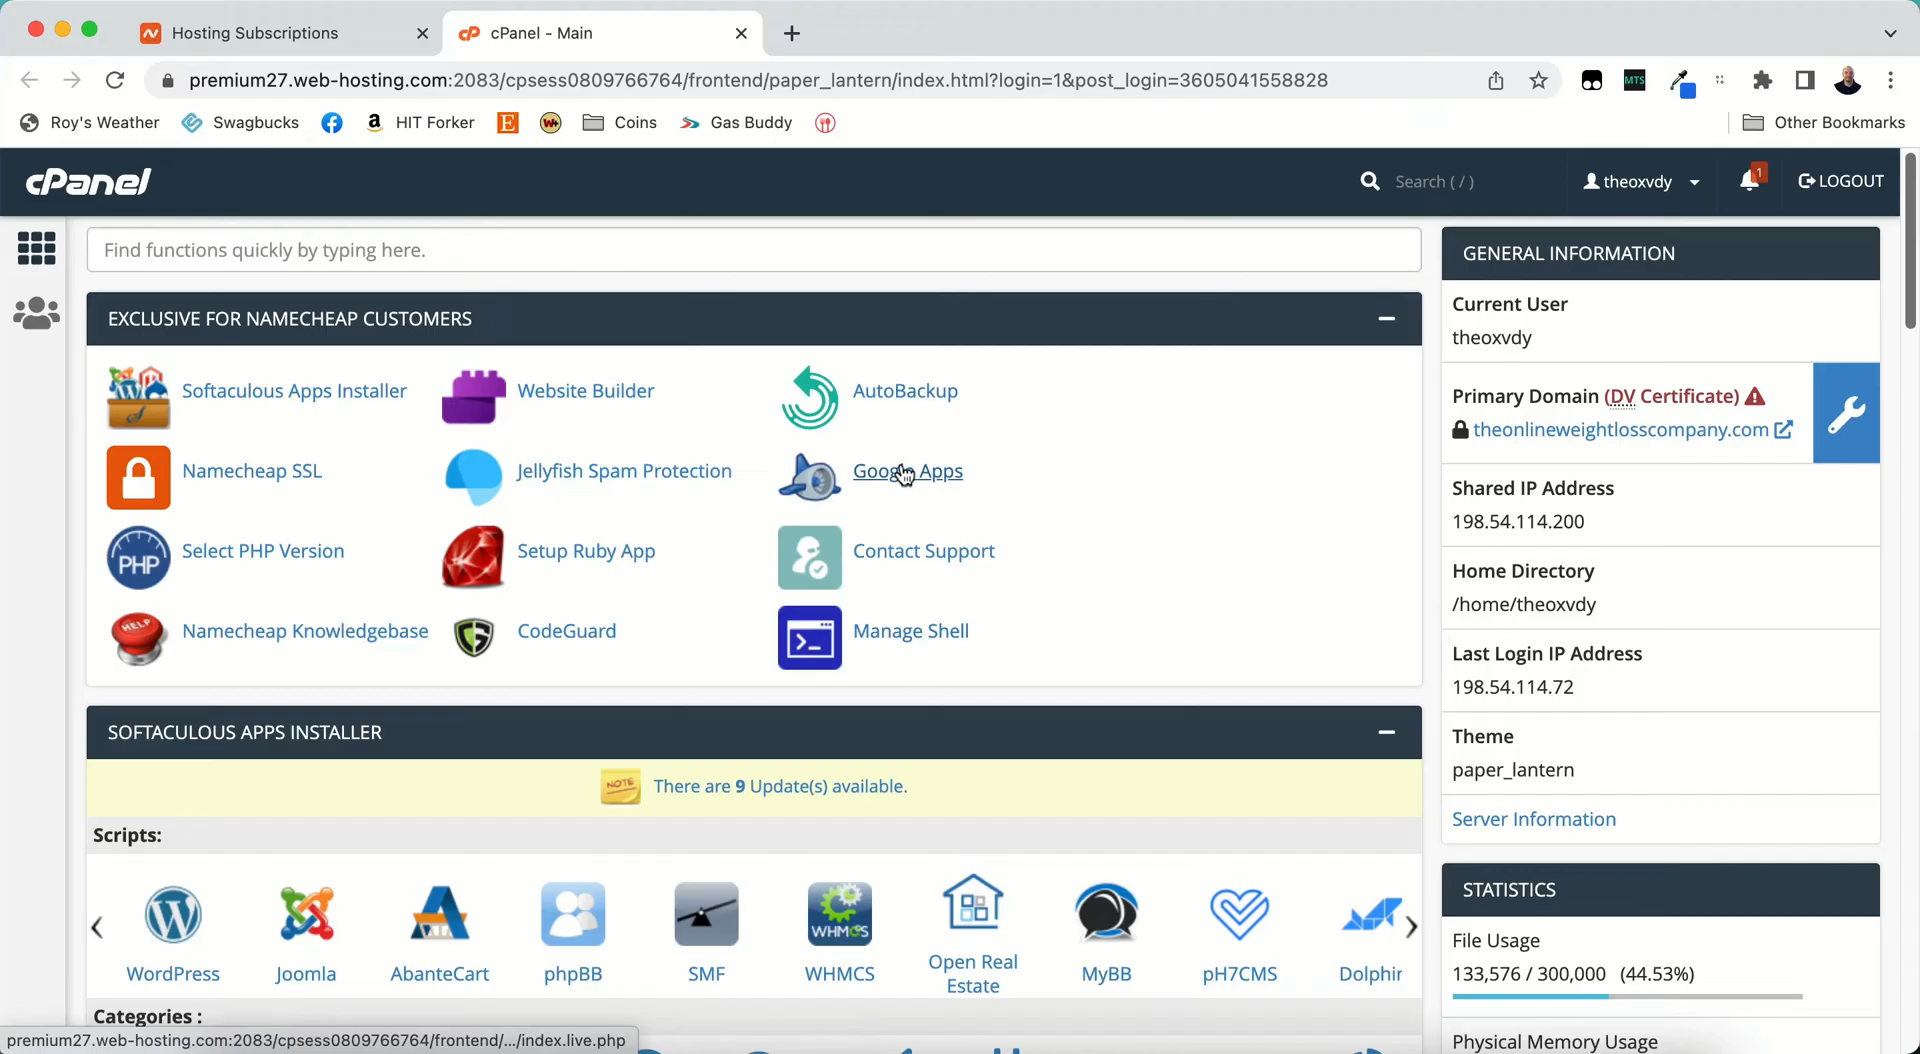 Hosting Subscriptions
cPanel - Main
premium27.web-hosting.com:2083/cpsess0809766764/frontend/paper_lantern/index.html?login=1&post_login=3605041558828
MTS
Roy's Weather
Swagbucks
HIT Forker
Coins
Gas Buddy
Other Bookmarks
cPanel
Search ( / )
theoxvdy
1
LOGOUT
Find functions quickly by typing here.
EXCLUSIVE FOR NAMECHEAP CUSTOMERS
Softaculous Apps Installer
Website Builder
AutoBackup
Namecheap SSL
Jellyfish Spam Protection
Google Apps
PHP
Select PHP Version
Setup Ruby App
Contact Support
HELP
Namecheap Knowledgebase
CodeGuard
Manage Shell
SOFTACULOUS APPS INSTALLER
NOTE
There are 9 Update(s) available.
Scripts:
WordPress
Joomla
AbanteCart
phpBB
SMF
WHMCS
WHMCS
Open Real
Estate
MyBB
pH7CMS
Dolphir
Categories :
premium27.web-hosting.com:2083/cpsess0809766764/frontend/.../index.live.php
GENERAL INFORMATION
Current User
theoxvdy
Primary Domain (DV Certificate)
theonlineweightlosscompany.com
Shared IP Address
198.54.114.200
Home Directory
/home/theoxvdy
Last Login IP Address
198.54.114.72
Theme
paper_lantern
Server Information
STATISTICS
File Usage
133,576 / 300,000 (44.53%)
Physical Memory Usage